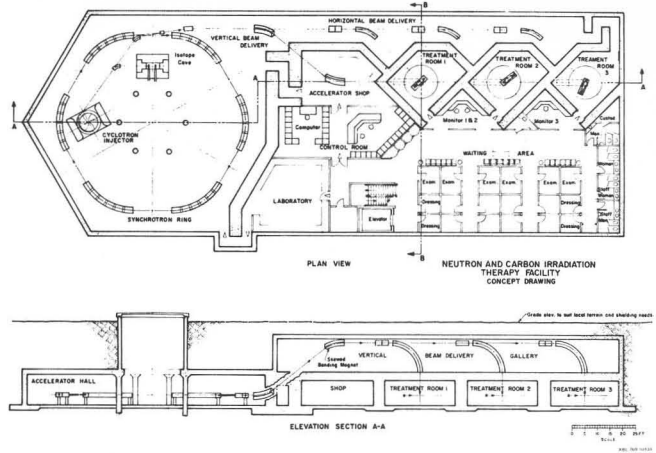 B
HORIZONTAL BEAM DELIVERY
VERTICAL BEAM
DELIVERY
Isotope
Cave
TREATMENT
ROOM 1
TREATMENT
ROOM 2
TREAMENT
ROOM
3
A
A
ACCELERATOR SHOP
CYCLOTRON
INJECTOR
A
Computer
CONTROL ROOM
Monitor 1 & 2
Monitor 3
Men
WAITING AREA
Women
Exam
Exam
Exam
Exam
Exam
Exam
Staff
Women
LABORATORY
Dressing
Dressing
Staff
Men
SYNCHROTRON RING
Elevator
Dressing
Dressing
B
PLAN VIEW
NEUTRON AND CARBON IRRADIATION
THERAPY FACILITY
CONCEPT DRAWING
Grade elev. to suit local terrain and shielding needs
VERTICAL BEAM DELIVERY GALLERY
Skewed
Bending Magnet
ACCELERATOR HALL
SHOP
TREATMENT ROOM 1
TREATMENT ROOM 2
TREATMENT ROOM 3
ELEVATION SECTION A-A
SCALE